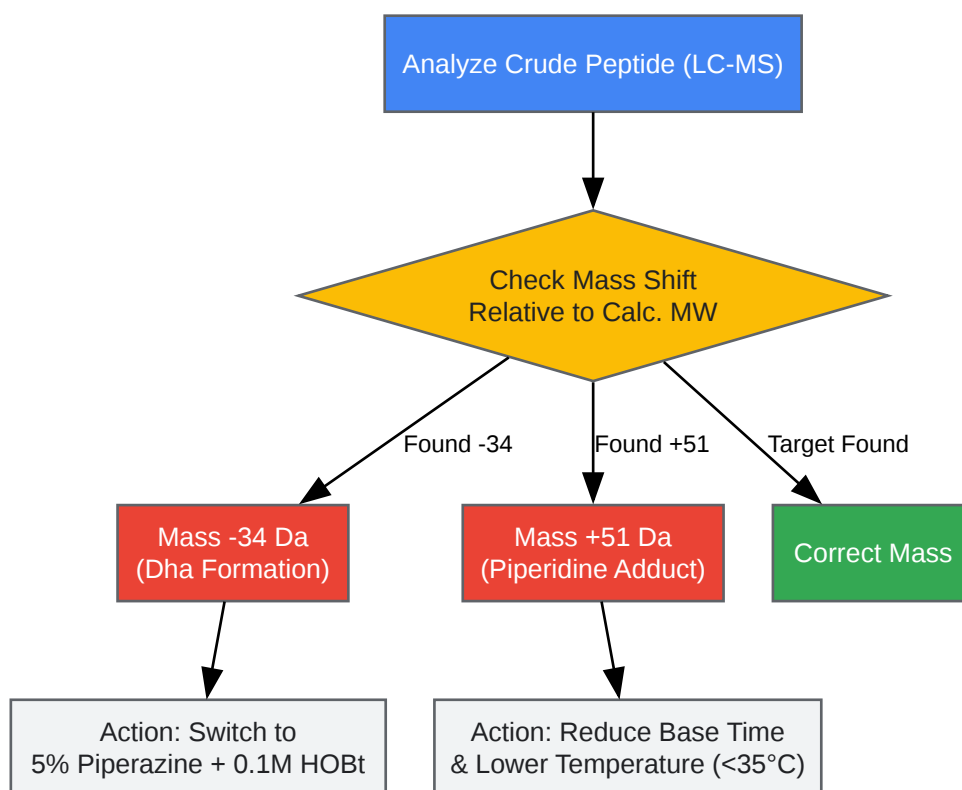 Analyze Crude Peptide (LC-MS)
Check Mass Shift
Relative to Calc. MW
Found -34
Found +51
Target Found
Mass -34 Da
(Dha Formation)
Mass +51 Da
(Piperidine Adduct)
Correct Mass
Action: Switch to
5% Piperazine + 0.1M HOBt
Action: Reduce Base Time
& Lower Temperature (<35°C)